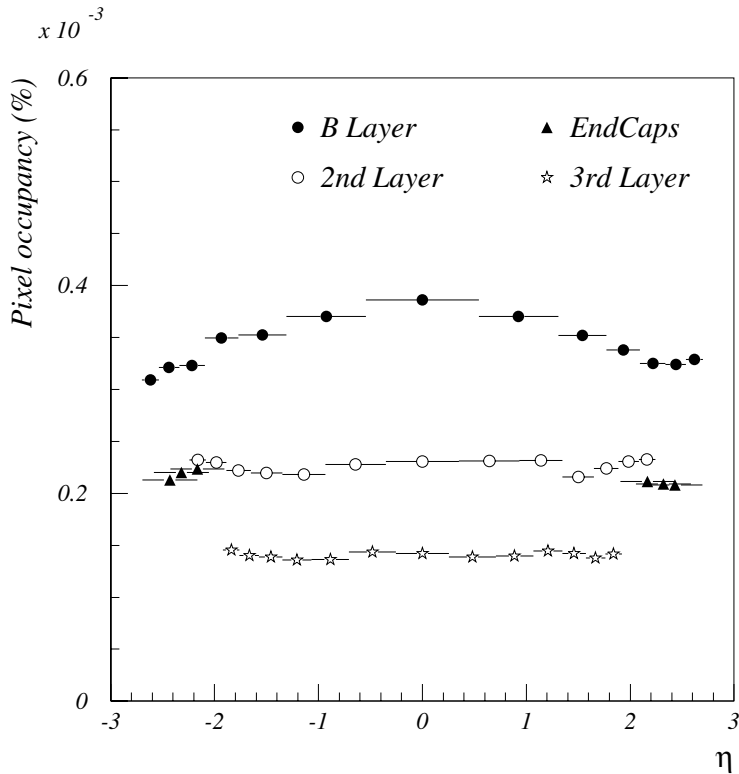 x 10 -3
Pixel occupancy (%)
0.6
0.4
0.2
0
B Layer
EndCaps
2nd Layer
3rd Layer
-3 -2 -1 0 1 2 3
η